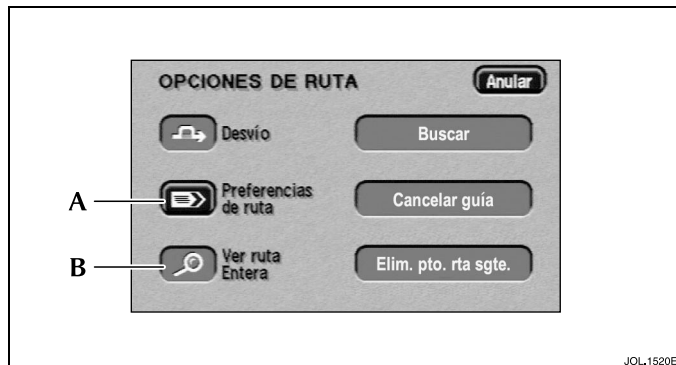 OPCIONES DE RUTA
Anular
Desvío
Buscar
A
Preferencias
de ruta
Cancelar guía
B
Ver ruta
Entera
Elim. pto. rta sgte.
JOL.1520E